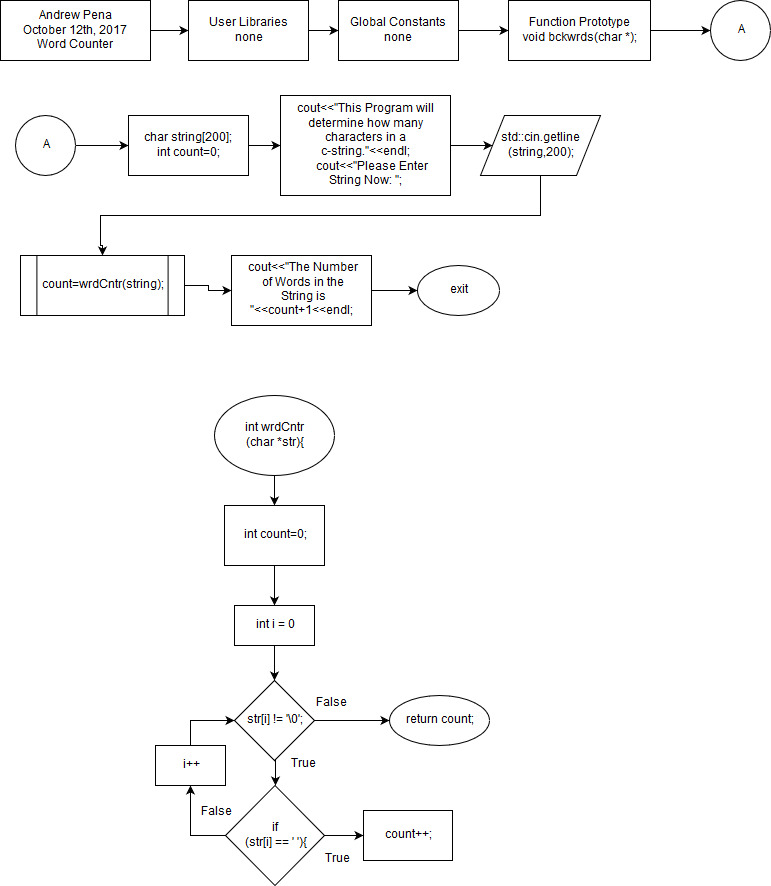 Andrew Pena
October 12th, 2017
Word Counter
User Libraries
none
Global Constants
none
Function Prototype
void bckwrds(char *);
A
A
char string[200];
int count=0;
cout<<"This Program will
determine how many
characters in a
c-string."<<endl;
cout<<"Please Enter
String Now: ";
std::cin.getline
(string,200);
count=wrdCntr(string);
cout<<"The Number
of Words in the
String is
"<<count+1<<endl;
exit
int wrdCntr
(char *str){
int count=0;
int i = 0
str[i] != '\0';
False
return count;
i++
True
False
if
(str[i] == ' '){
True
count++;